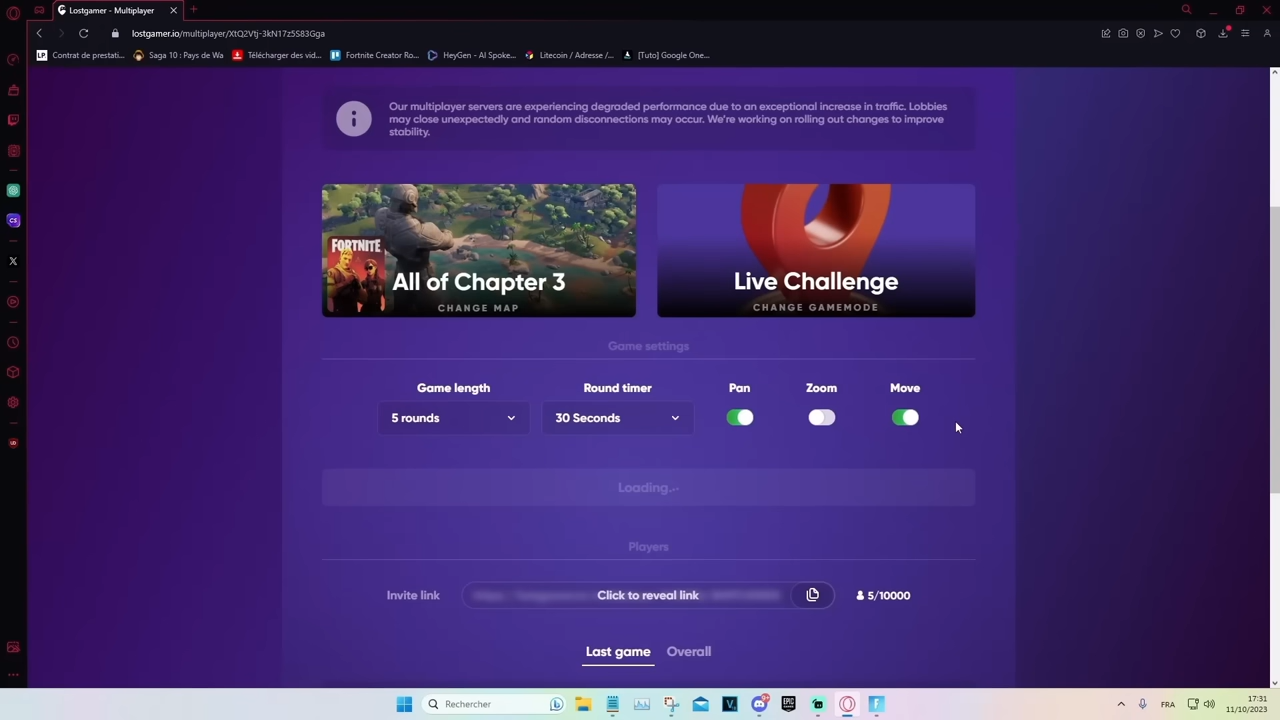 Lostgamer - Multiplayer
lostgamer.io/multiplayer/XtQ2Vtj-3kN17z5S83Gga
LP Contrat de prestati...
Saga 10 : Pays de Wa
Télécharger des vid...
Fortnite Creator Ro...
HeyGen - AI Spoke...
Litecoin / Adresse /...
[Tuto] Google One...
Our multiplayer servers are experiencing degraded performance due to an exceptional increase in traffic. Lobbies
may close unexpectedly and random disconnections may occur. We're working on rolling out changes to improve
stability.
FORTNITE
All of Chapter 3
CHANGE MAP
Live Challenge
CHANGE GAMEMODE
Game settings
Game length
Round timer
Pan
Zoom
Move
5 rounds
30 Seconds
Loading...
Players
Invite link
Click to reveal link
5/10000
Last game
Overall
Rechercher
FRA
17:31
11/10/2023